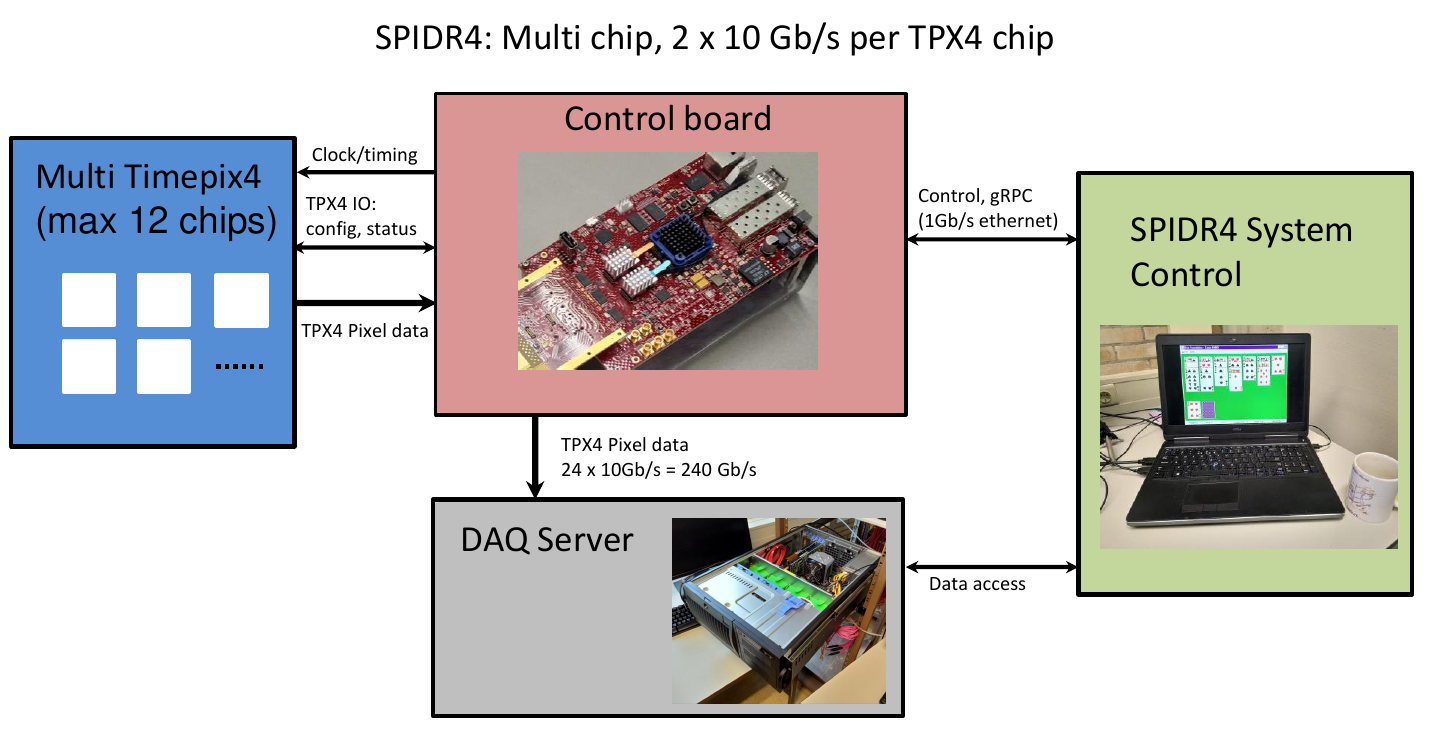 SPIDR4: Multi chip, 2 x 10 Gb/s per TPX4 chip
Control board
Multi Timepix4
(max 12 chips)
......
Clock/timing
TPX4 IO:
config, status
TPX4 Pixel data
Control, gRPC
(1Gb/s ethernet)
SPIDR4 System
Control
TPX4 Pixel data
24 x 10Gb/s = 240 Gb/s
DAQ Server
Data access